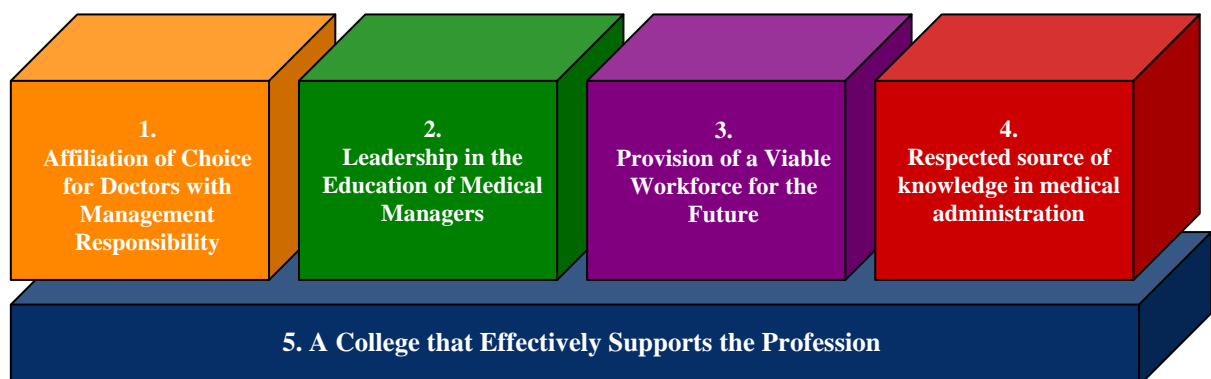 1.
Affiliation of Choice
for Doctors with
Management
Responsibility
2.
Leadership in the
Education of Medical
Managers
3.
Provision of a Viable
Workforce for the
Future
4.
Respected source of
knowledge in medical
administration
5. A College that Effectively Supports the Profession